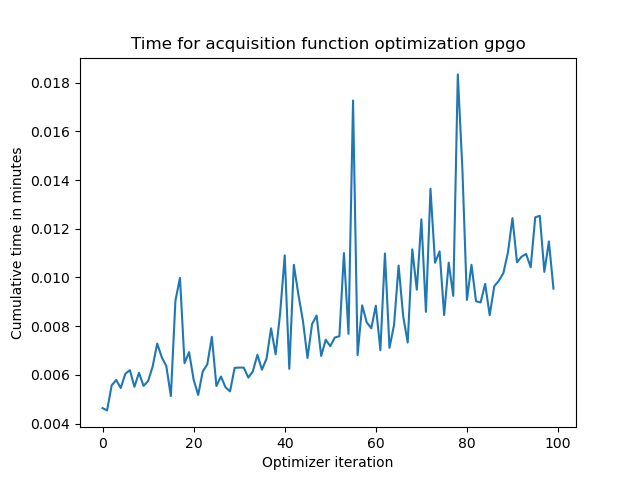 Time for acquisition function optimization gpgo
Cumulative time in minutes
0.018
0.016
0.014
0.012
0.010
0.008
0.006
0.004
0 20 40 60 80 100
Optimizer iteration